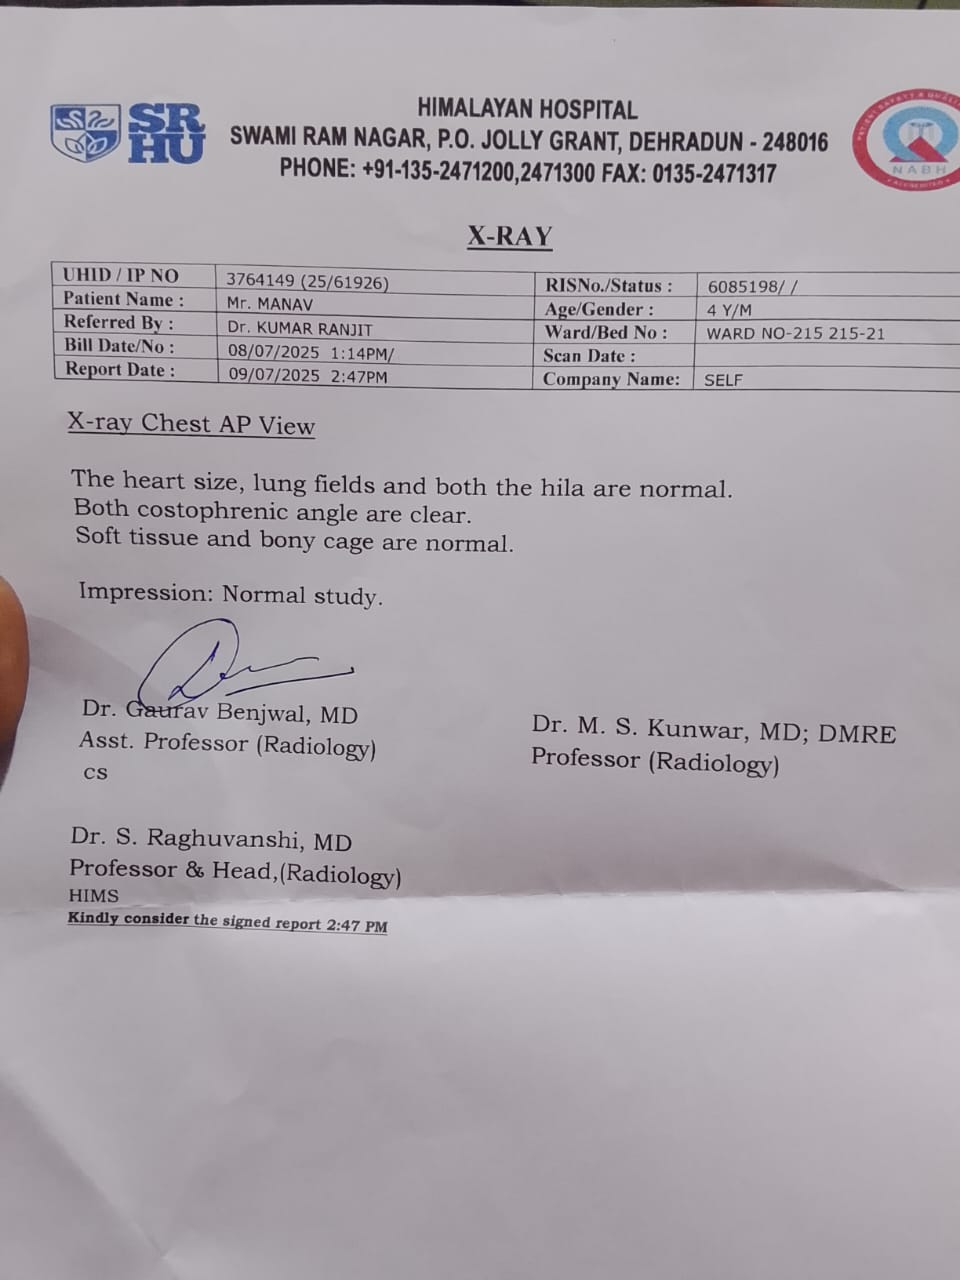 SR
HU
HIMALAYAN HOSPITAL
SWAMI RAM NAGAR, P.O. JOLLY GRANT, DEHRADUN - 248016
PHONE: +91-135-2471200,2471300 FAX: 0135-2471317
NABH
X-RAY
UHID / IP NO 3764149 (25/61926) RISNo./Status : 6085198/ /
Patient Name : Mr. MANAV Age/Gender : 4 Y/M
Referred By : Dr. KUMAR RANJIT Ward/Bed No : WARD NO-215 215-21
Bill Date/No : 08/07/2025 1:14PM/ Scan Date :
Report Date : 09/07/2025 2:47PM Company Name: SELF
X-ray Chest AP View
The heart size, lung fields and both the hila are normal.
Both costophrenic angle are clear.
Soft tissue and bony cage are normal.
Impression: Normal study.
Dr. Gaurav Benjwal, MD
Asst. Professor (Radiology)
CS
Dr. M. S. Kunwar, MD; DMRE
Professor (Radiology)
Dr. S. Raghuvanshi, MD
Professor & Head,(Radiology)
HIMS
Kindly consider the signed report 2:47 PM